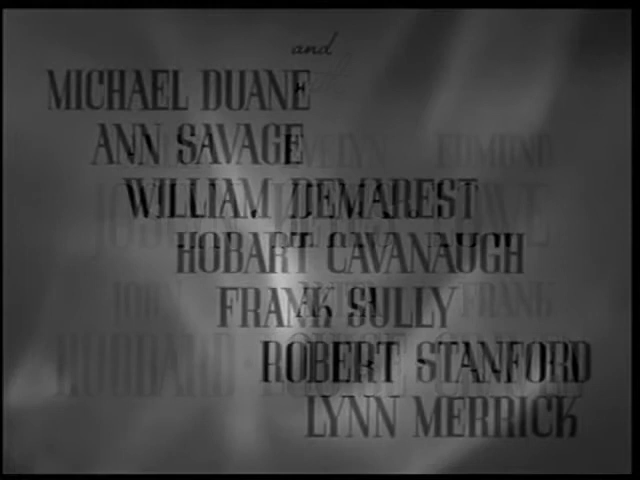 and
MICHAEL DUANE
ANN SAVAGE
WILLIAM DEMAREST
HOBART CAVANAUGH
FRANK SULLY
ROBERT STANFORD
LYNN MERRICK